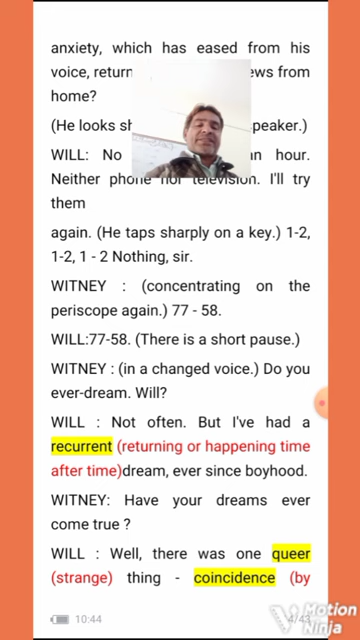 anxiety, which has eased from his
voice, return ews from
home?
(He looks sh peaker.)
WILL: No n hour.
Neither phone nor television. I'll try
them
again. (He taps sharply on a key.) 1-2,
1-2, 1 - 2 Nothing, sir.
WITNEY : (concentrating on the
periscope again.) 77 - 58.
WILL:77-58. (There is a short pause.)
WITNEY : (in a changed voice.) Do you
ever-dream. Will?
WILL : Not often. But I've had a
recurrent (returning or happening time
after time)dream, ever since boyhood.
WITNEY: Have your dreams ever
come true ?
WILL : Well, there was one queer
(strange) thing - coincidence (by
10:44 4/43
Motion
Ninja